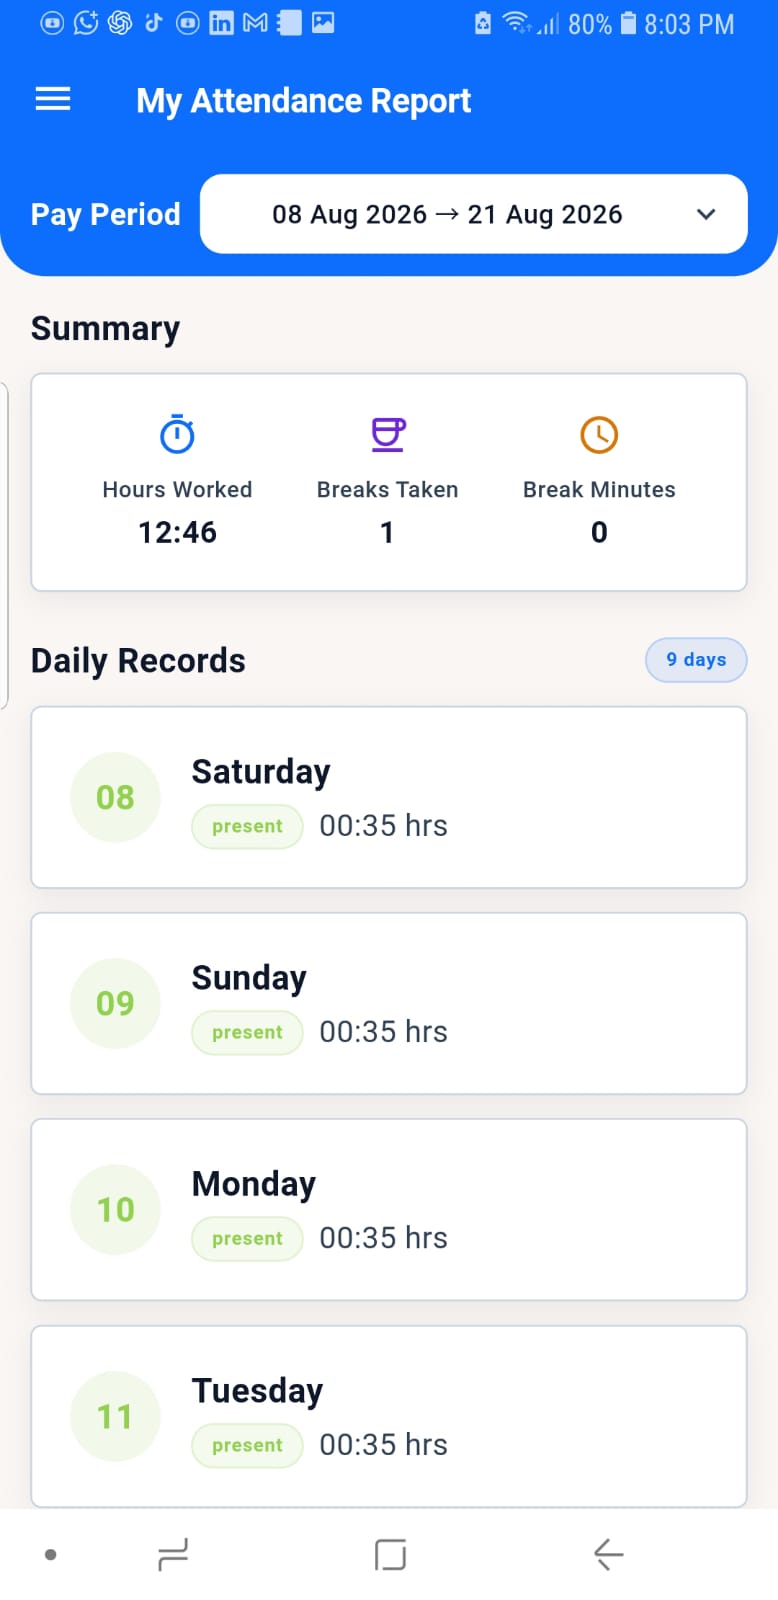 80% 8:03 PM
My Attendance Report
Pay Period 08 Aug 2026 → 21 Aug 2026
Summary
Hours Worked Breaks Taken Break Minutes
12:46 1 0
Daily Records 9 days
08 Saturday
present 00:35 hrs
09 Sunday
present 00:35 hrs
10 Monday
present 00:35 hrs
11 Tuesday
present 00:35 hrs